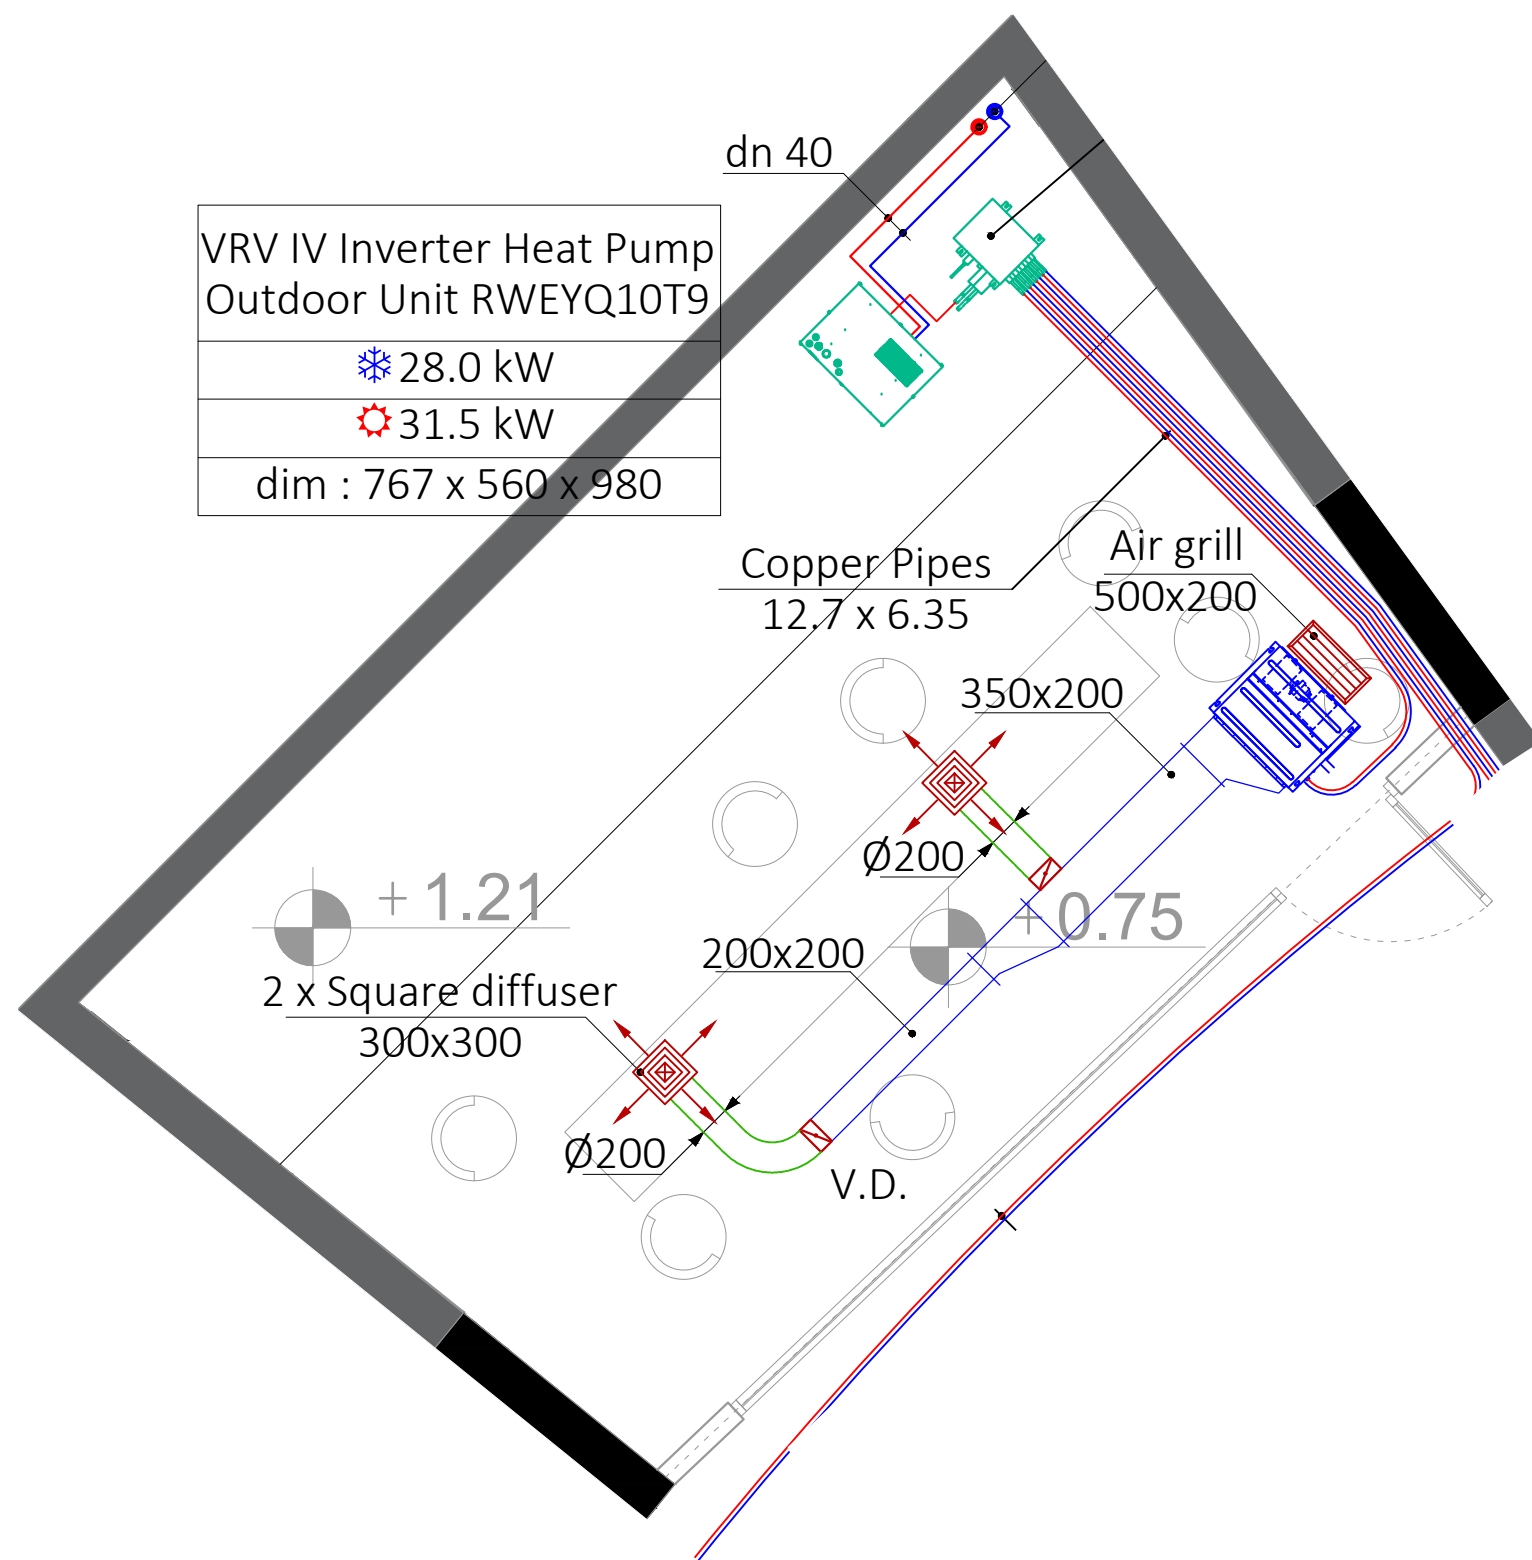 dn 40
VRV IV Inverter Heat Pump
Outdoor Unit RWEYQ10T9
28.0 kW
31.5 kW
dim : 767 x 560 x 980
Copper Pipes
12.7 x 6.35
Air grill
500x200
350x200
Ø200
+ 1.21
+ 0.75
200x200
2 x Square diffuser
300x300
Ø200
V.D.